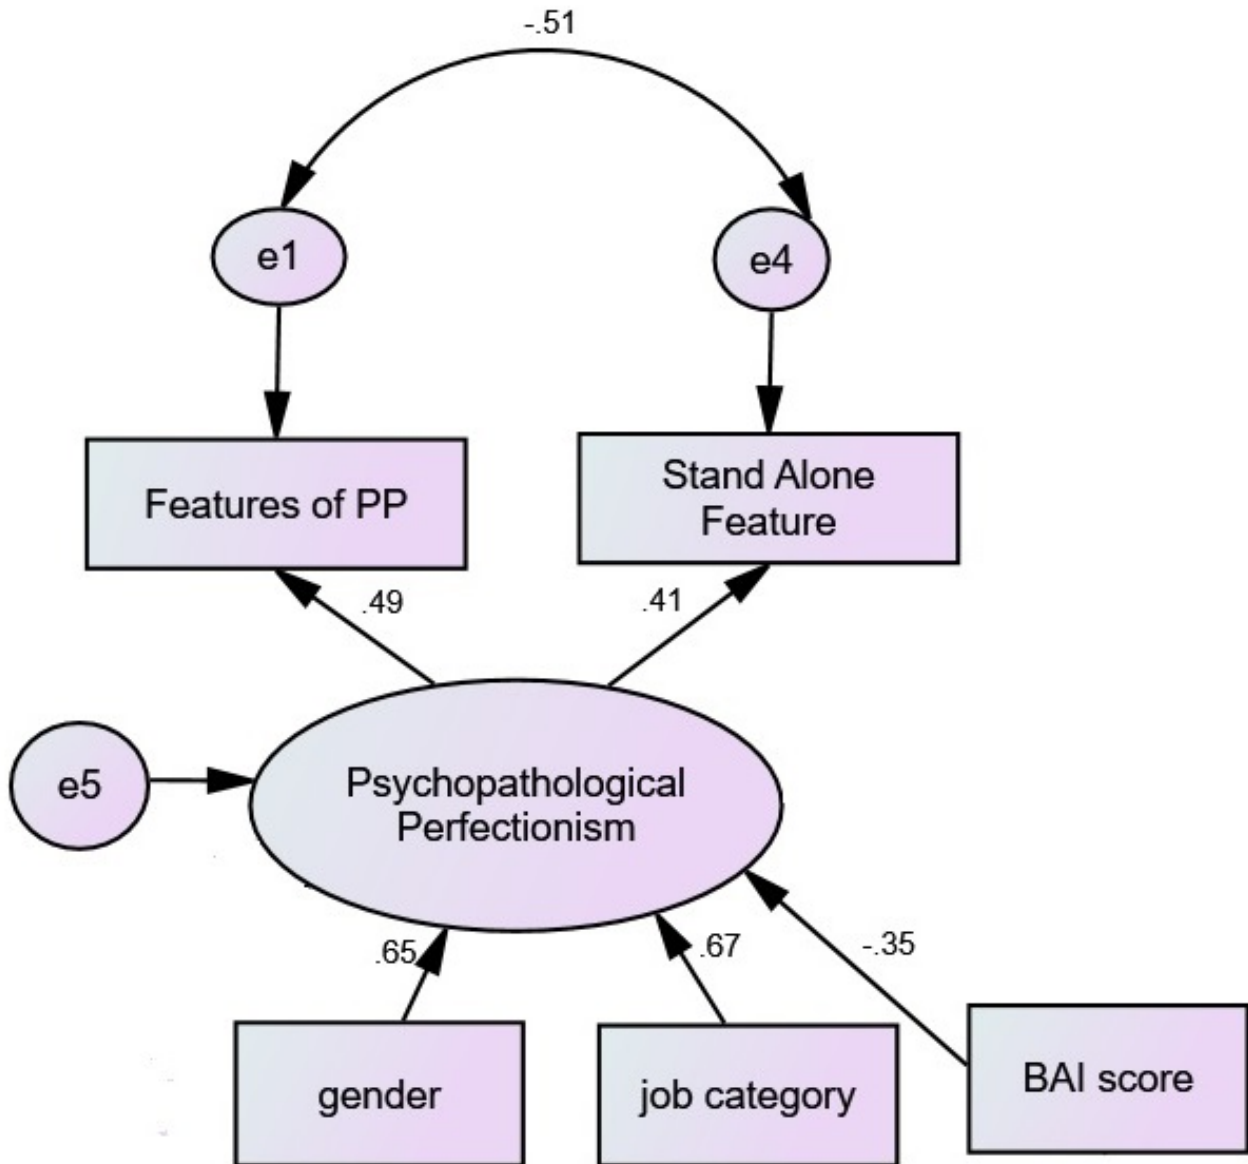 -.51
e1
e4
Features of PP
Stand Alone
Feature
.49
.41
e5
Psychopathological
Perfectionism
.65
.67
-.35
gender
job category
BAI score